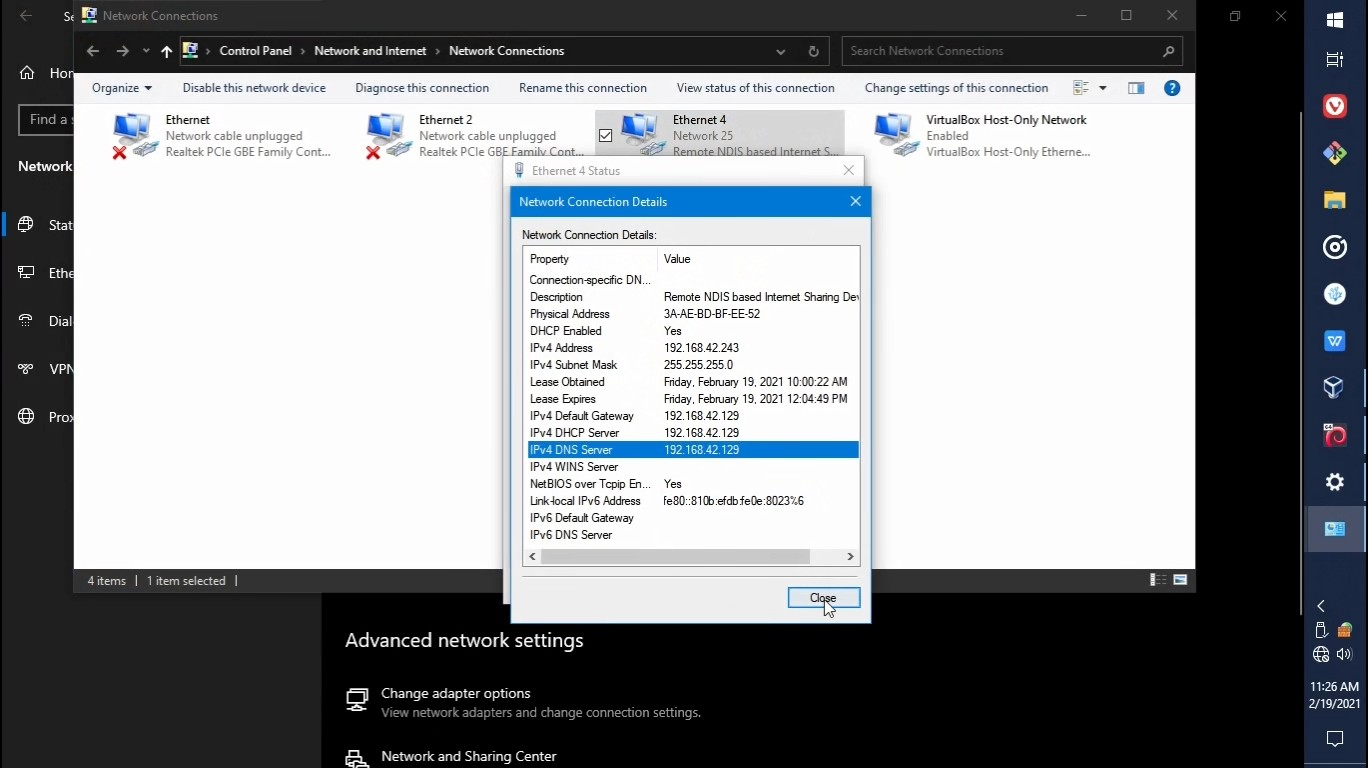 Network Connections
Control Panel > Network and Internet > Network Connections
Search Network Connections
Organize
Disable this network device
Diagnose this connection
Rename this connection
View status of this connection
Change settings of this connection
Ethernet
Network cable unplugged
Realtek PCIe GBE Family Cont...
Ethernet 2
Network cable unplugged
Realtek PCIe GBE Family Cont...
Ethernet 4
Network 25
Remote NDIS based Internet S...
VirtualBox Host-Only Network
Enabled
VirtualBox Host-Only Etherne...
Find a
Network
Ethernet 4 Status
Network Connection Details
Network Connection Details:
Property Value
Connection-specific DN...
Description Remote NDIS based Internet Sharing Dev
Physical Address 3A-AE-BD-BF-EE-52
DHCP Enabled Yes
IPv4 Address 192.168.42.243
IPv4 Subnet Mask 255.255.255.0
Lease Obtained Friday, February 19, 2021 10:00:22 AM
Lease Expires Friday, February 19, 2021 12:04:49 PM
IPv4 Default Gateway 192.168.42.129
IPv4 DHCP Server 192.168.42.129
IPv4 DNS Server 192.168.42.129
IPv4 WINS Server
NetBIOS over Tcpip En... Yes
Link-local IPv6 Address fe80::810b:efdb:fe0e:8023%6
IPv6 Default Gateway
IPv6 DNS Server
Close
4 items | 1 item selected |
VPN
Advanced network settings
Change adapter options
View network adapters and change connection settings.
Network and Sharing Center
11:26 AM
2/19/2021